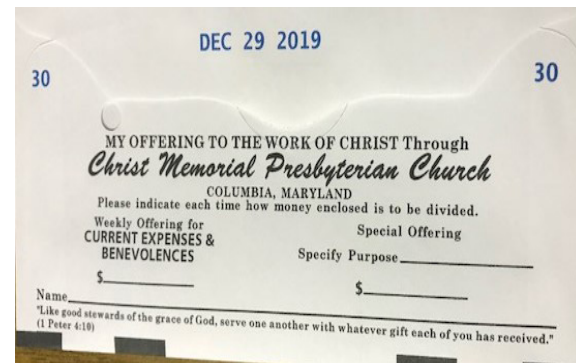 DEC 29 2019
30 30
MY OFFERING TO THE WORK OF CHRIST Through
Christ Memorial Presbyterian Church
COLUMBIA, MARYLAND
Please indicate each time how money enclosed is to be divided.
Weekly Offering for
CURRENT EXPENSES &
BENEVOLENCES
$
Special Offering
Specify Purpose
$
Name
"Like good stewards of the grace of God, serve one another with whatever gift each of you has received."
(1 Peter 4:10)